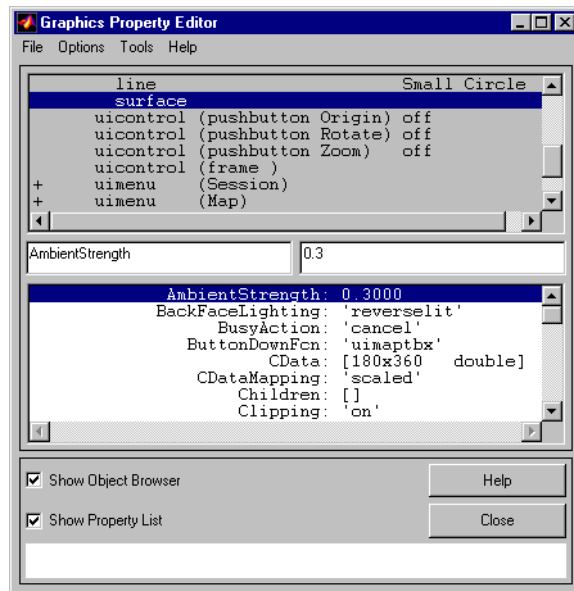 Graphics Property Editor
File Options Tools Help
line Small Circle
surface
uicontrol (pushbutton Origin) off
uicontrol (pushbutton Rotate) off
uicontrol (pushbutton Zoom) off
uicontrol (frame )
+ uimenu (Session)
+ uimenu (Map)
AmbientStrength 0.3
AmbientStrength: 0.3000
BackFaceLighting: 'reverselit'
BusyAction: 'cancel'
ButtonDownFcn: 'uimaptbx'
CData: [180x360 double]
CDataMapping: 'scaled'
Children: []
Clipping: 'on'
Show Object Browser Help
Show Property List Close